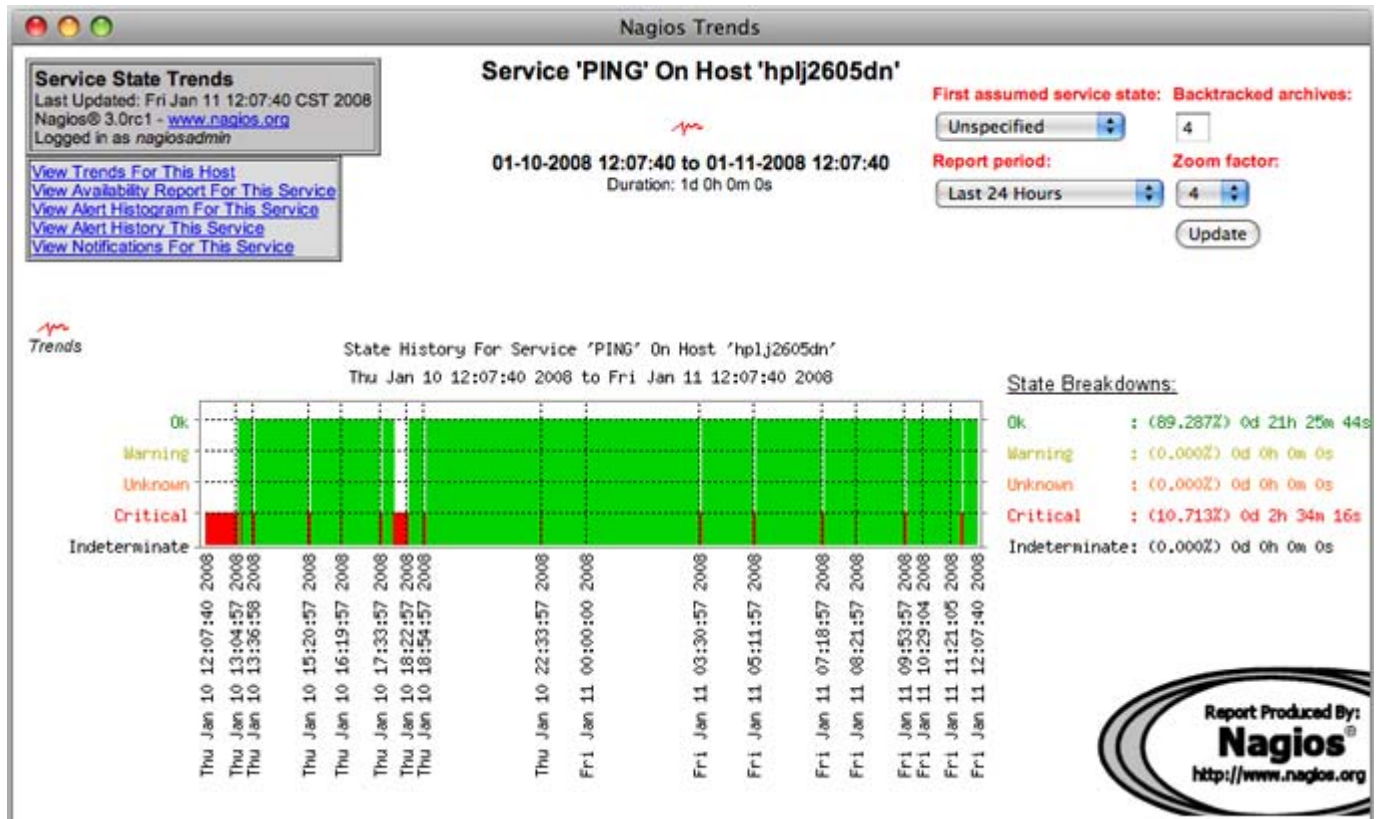 Nagios Trends
Service State Trends
Last Updated: Fri Jan 11 12:07:40 CST 2008
Nagios® 3.0rc1 - www.nagios.org
Logged in as nagiosadmin
View Trends For This Host
View Availability Report For This Service
View Alert Histogram For This Service
View Alert History This Service
View Notifications For This Service
Service 'PING' On Host 'hplj2605dn'
01-10-2008 12:07:40 to 01-11-2008 12:07:40
Duration: 1d 0h 0m 0s
First assumed service state:
Backtracked archives:
Unspecified
4
Report period:
Zoom factor:
Last 24 Hours
4
Update
Trends
State History For Service 'PING' On Host 'hplj2605dn'
Thu Jan 10 12:07:40 2008 to Fri Jan 11 12:07:40 2008
Ok
Warning
Unknown
Critical
Indeterminate
Thu Jan 10 12:07:40 2008
Thu Jan 10 13:04:57 2008
Thu Jan 10 13:36:58 2008
Thu Jan 10 15:20:57 2008
Thu Jan 10 16:19:57 2008
Thu Jan 10 17:33:57 2008
Thu Jan 10 18:22:57 2008
Thu Jan 10 18:54:57 2008
Thu Jan 10 22:33:57 2008
Fri Jan 11 00:00:00 2008
Fri Jan 11 03:30:57 2008
Fri Jan 11 05:11:57 2008
Fri Jan 11 07:18:57 2008
Fri Jan 11 08:21:57 2008
Fri Jan 11 09:53:57 2008
Fri Jan 11 10:29:04 2008
Fri Jan 11 11:21:05 2008
Fri Jan 11 12:07:40 2008
State Breakdowns:
Ok : (89.287%) 0d 21h 25m 44s
Warning : (0.000%) 0d 0h 0m 0s
Unknown : (0.000%) 0d 0h 0m 0s
Critical : (10.713%) 0d 2h 34m 16s
Indeterminate: (0.000%) 0d 0h 0m 0s
Report Produced By:
Nagios®
http://www.nagios.org